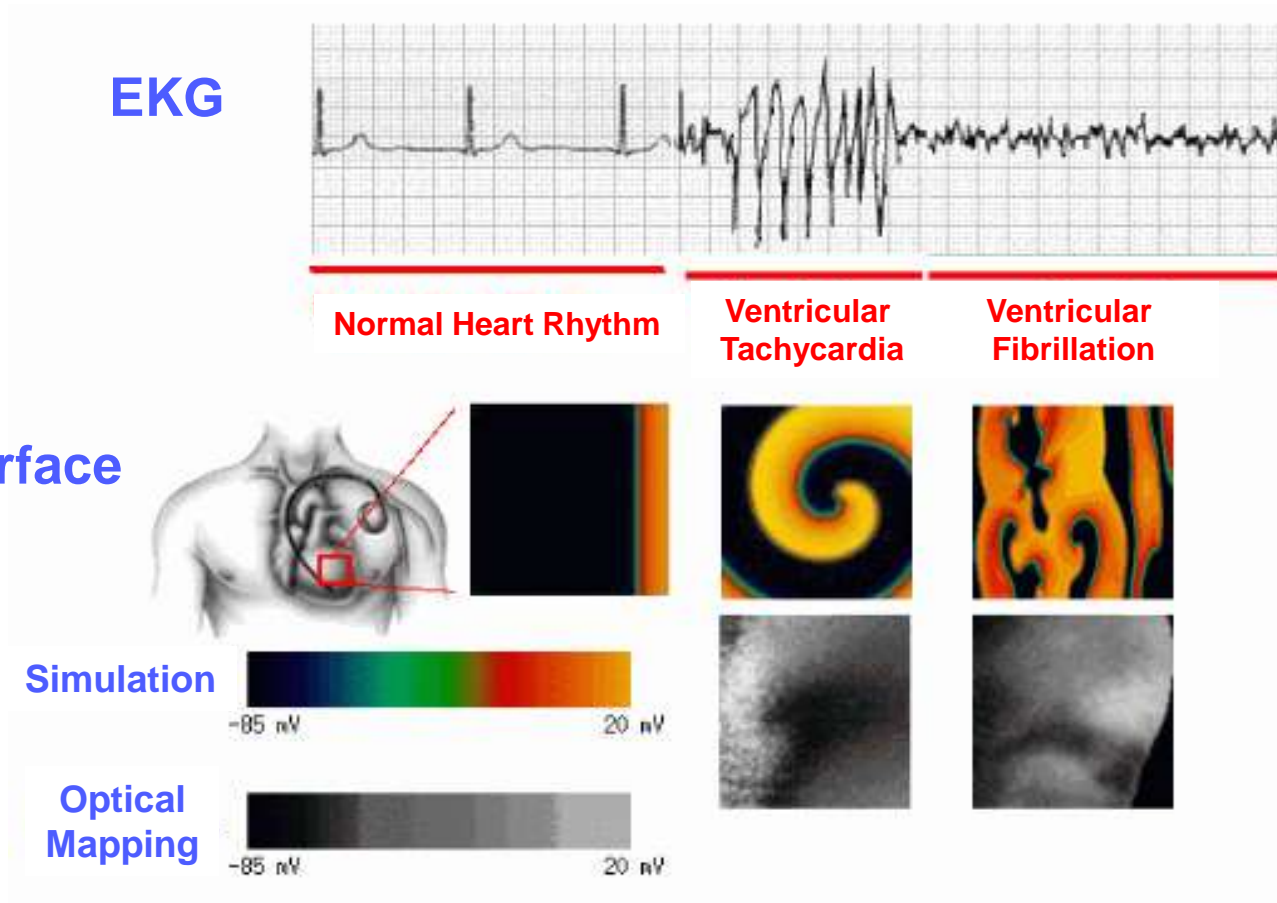 EKG
Normal Heart Rhythm
Ventricular
Tachycardia
Ventricular
Fibrillation
rface
Simulation
-85 mV
20 mV
Optical
Mapping
-85 mV
20 mV